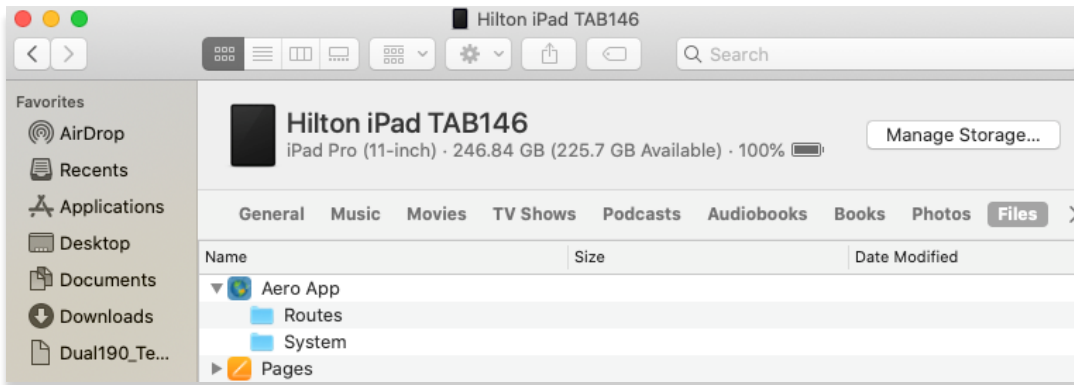 Hilton iPad TAB146
Search
Favorites
AirDrop
Recents
Applications
Desktop
Documents
Downloads
Dual190_Te...
Hilton iPad TAB146
iPad Pro (11-inch) · 246.84 GB (225.7 GB Available) · 100%
Manage Storage...
General Music Movies TV Shows Podcasts Audiobooks Books Photos Files
Name Size Date Modified
Aero App
Routes
System
Pages